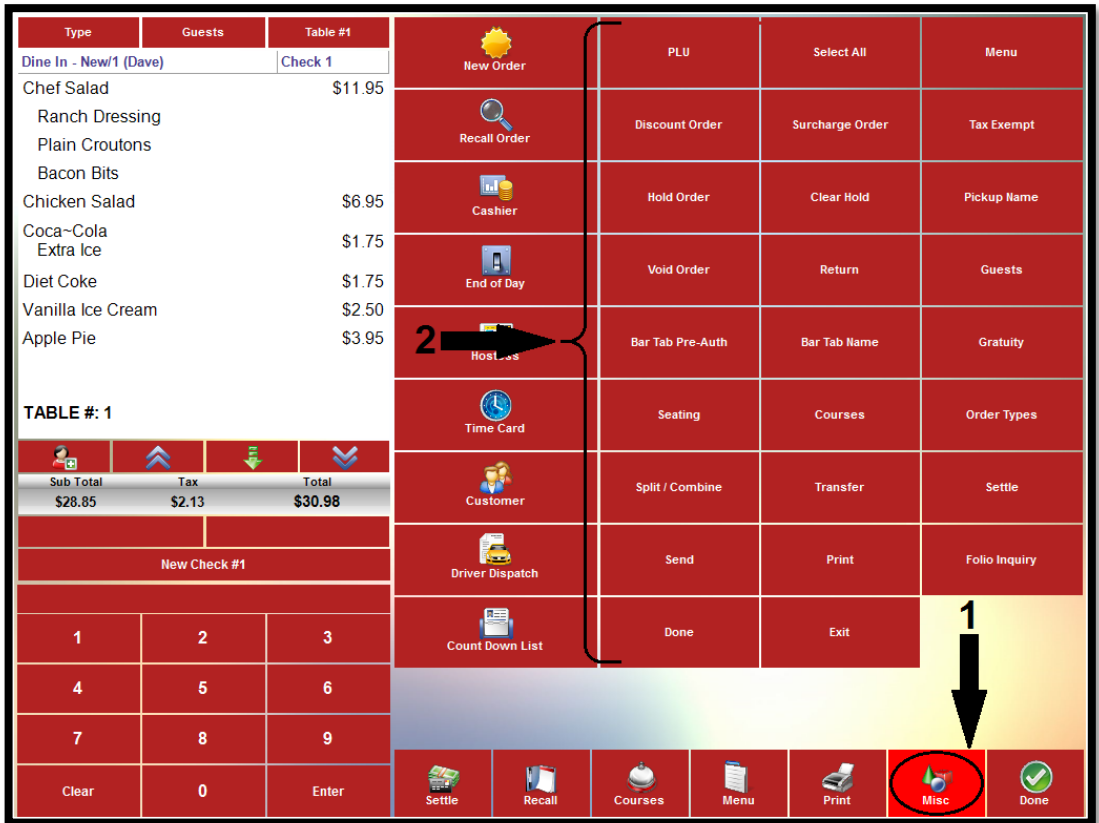 Type Guests Table #1
Dine In - New/1 (Dave) Check 1
Chef Salad $11.95
Ranch Dressing
Plain Croutons
Bacon Bits
Chicken Salad $6.95
Coca~Cola
Extra Ice $1.75
Diet Coke $1.75
Vanilla Ice Cream $2.50
Apple Pie $3.95
TABLE #: 1
Sub Total Tax Total
$28.85 $2.13 $30.98
New Check #1
1 2 3
4 5 6
7 8 9
Clear 0 Enter
New Order
Recall Order
Cashier
End of Day
Hostess
Time Card
Customer
Driver Dispatch
Count Down List
2
PLU Select All Menu
Discount Order Surcharge Order Tax Exempt
Hold Order Clear Hold Pickup Name
Void Order Return Guests
Bar Tab Pre-Auth Bar Tab Name Gratuity
Seating Courses Order Types
Split / Combine Transfer Settle
Send Print Folio Inquiry
Done Exit
1
Settle Recall Courses Menu Print Misc Done